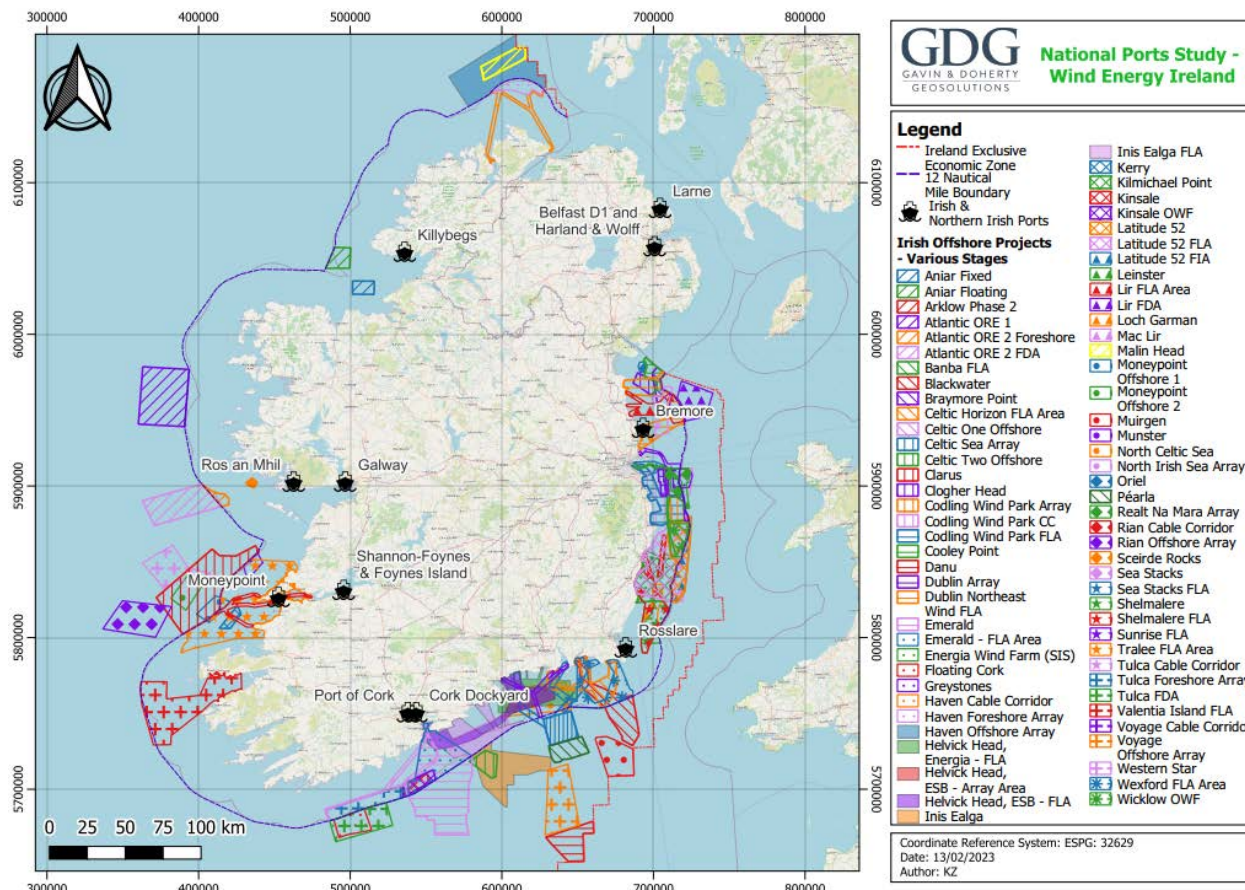 300000 400000 500000 600000 700000 800000
6100000
6000000
5900000
5800000
5700000
Larne
Belfast D1 and
Harland & Wolff
Killybegs
Bremore
Ros an Mhil
Galway
Shannon-Foynes
& Foynes Island
Moneypoint
Rosslare
Port of Cork
Cork Dockyard
0 25 50 75 100 km
6100000
6000000
5900000
5800000
5700000
300000 400000 500000 600000 700000 800000
GDG
GAVIN & DOHERTY
GEOSOLUTIONS
National Ports Study -
Wind Energy Ireland
Legend
Ireland Exclusive
Economic Zone
12 Nautical
Mile Boundary
Irish &
Northern Irish Ports
Irish Offshore Projects
- Various Stages
Aniar Fixed
Aniar Floating
Arklow Phase 2
Atlantic ORE 1
Atlantic ORE 2 Foreshore
Atlantic ORE 2 FDA
Banba FLA
Blackwater
Braymore Point
Celtic Horizon FLA Area
Celtic One Offshore
Celtic Sea Array
Celtic Two Offshore
Clarus
Clogher Head
Codling Wind Park Array
Codling Wind Park CC
Codling Wind Park FLA
Cooley Point
Danu
Dublin Array
Dublin Northeast
Wind FLA
Emerald
Emerald - FLA Area
Energia Wind Farm (SIS)
Floating Cork
Greystones
Haven Cable Corridor
Haven Foreshore Array
Haven Offshore Array
Helvick Head,
Energia - FLA
Helvick Head,
ESB - Array Area
Helvick Head, ESB - FLA
Inis Ealga
Inis Ealga FLA
Kerry
Kilmichael Point
Kinsale
Kinsale OWF
Latitude 52
Latitude 52 FLA
Latitude 52 FIA
Leinster
Lir FLA Area
Lir FDA
Loch Garman
Mac Lir
Malin Head
Moneypoint
Offshore 1
Moneypoint
Offshore 2
Muirgen
Munster
North Celtic Sea
North Irish Sea Array
Oriel
Péarla
Realt Na Mara Array
Rian Cable Corridor
Rian Offshore Array
Sceirde Rocks
Sea Stacks
Sea Stacks FLA
Shelmalere
Shelmalere FLA
Sunrise FLA
Tralee FLA Area
Tulca Cable Corridor
Tulca Foreshore Array
Tulca FDA
Valentia Island FLA
Voyage Cable Corrido
Voyage
Offshore Array
Western Star
Wexford FLA Area
Wicklow OWF
Coordinate Reference System: ESPG: 32629
Date: 13/02/2023
Author: KZ